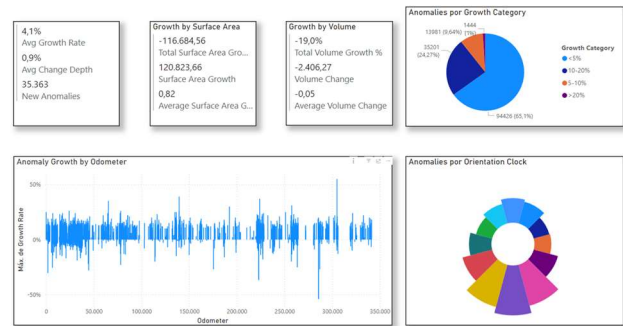 4,1%
Avg Growth Rate
0,9%
Avg Change Depth
35.363
New Anomalies
Growth by Surface Area
-116.684,56
Total Surface Area Gro...
120.823,66
Surface Area Growth
0,82
Average Surface Area G...
Growth by Volume
-19,0%
Total Volume Growth %
-2.406,27
Volume Change
-0,05
Average Volume Change
Anomalies por Growth Category
1444
(1%)
13981 (9,64%)
35201
(24,27%)
94426 (65,1%)
Growth Category
<5%
10-20%
5-10%
>20%
Anomaly Growth by Odometer
Máx. de Growth Rate
50%
0%
-50%
0
50.000
100.000
150.000
200.000
250.000
300.000
350.000
Odometer
Anomalies por Orientation Clock